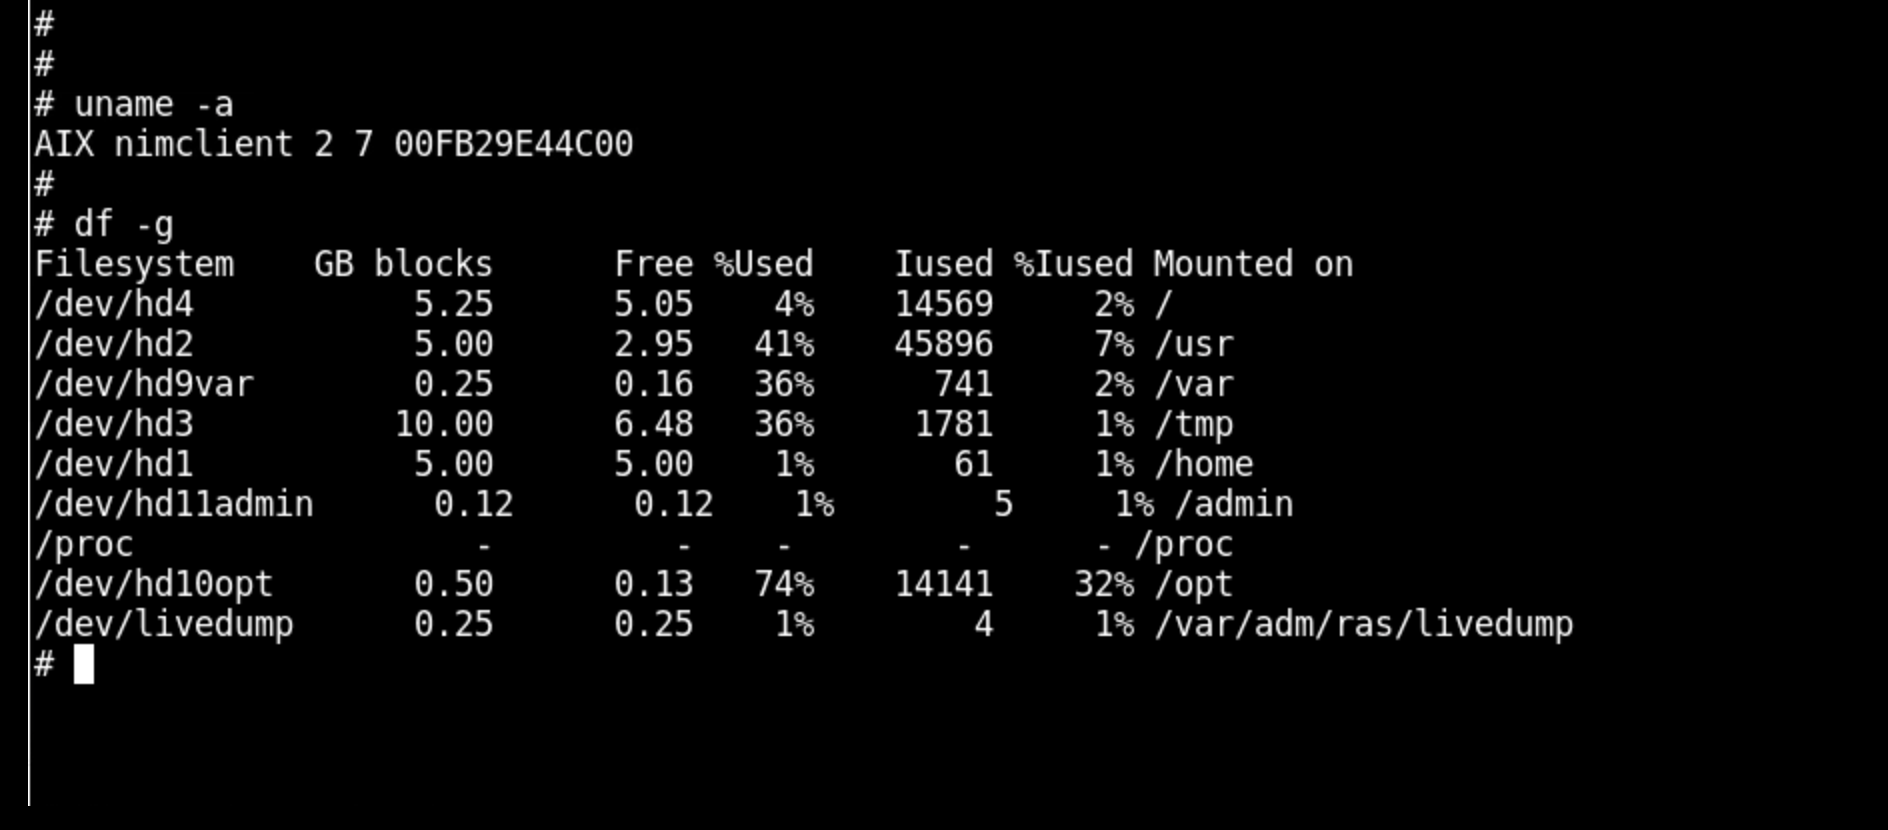 #
#
# uname -a
AIX nimclient 2 7 00FB29E44C00
#
# df -g
Filesystem    GB blocks      Free %Used    Iused %Iused Mounted on
/dev/hd4           5.25      5.05    4%    14569     2% /
/dev/hd2           5.00      2.95   41%    45896     7% /usr
/dev/hd9var        0.25      0.16   36%      741     2% /var
/dev/hd3          10.00      6.48   36%     1781     1% /tmp
/dev/hd1           5.00      5.00    1%       61     1% /home
/dev/hd11admin      0.12      0.12    1%        5     1% /admin
/proc                 -         -    -        -      - /proc
/dev/hd10opt       0.50      0.13   74%    14141    32% /opt
/dev/livedump      0.25      0.25    1%        4     1% /var/adm/ras/livedump
#